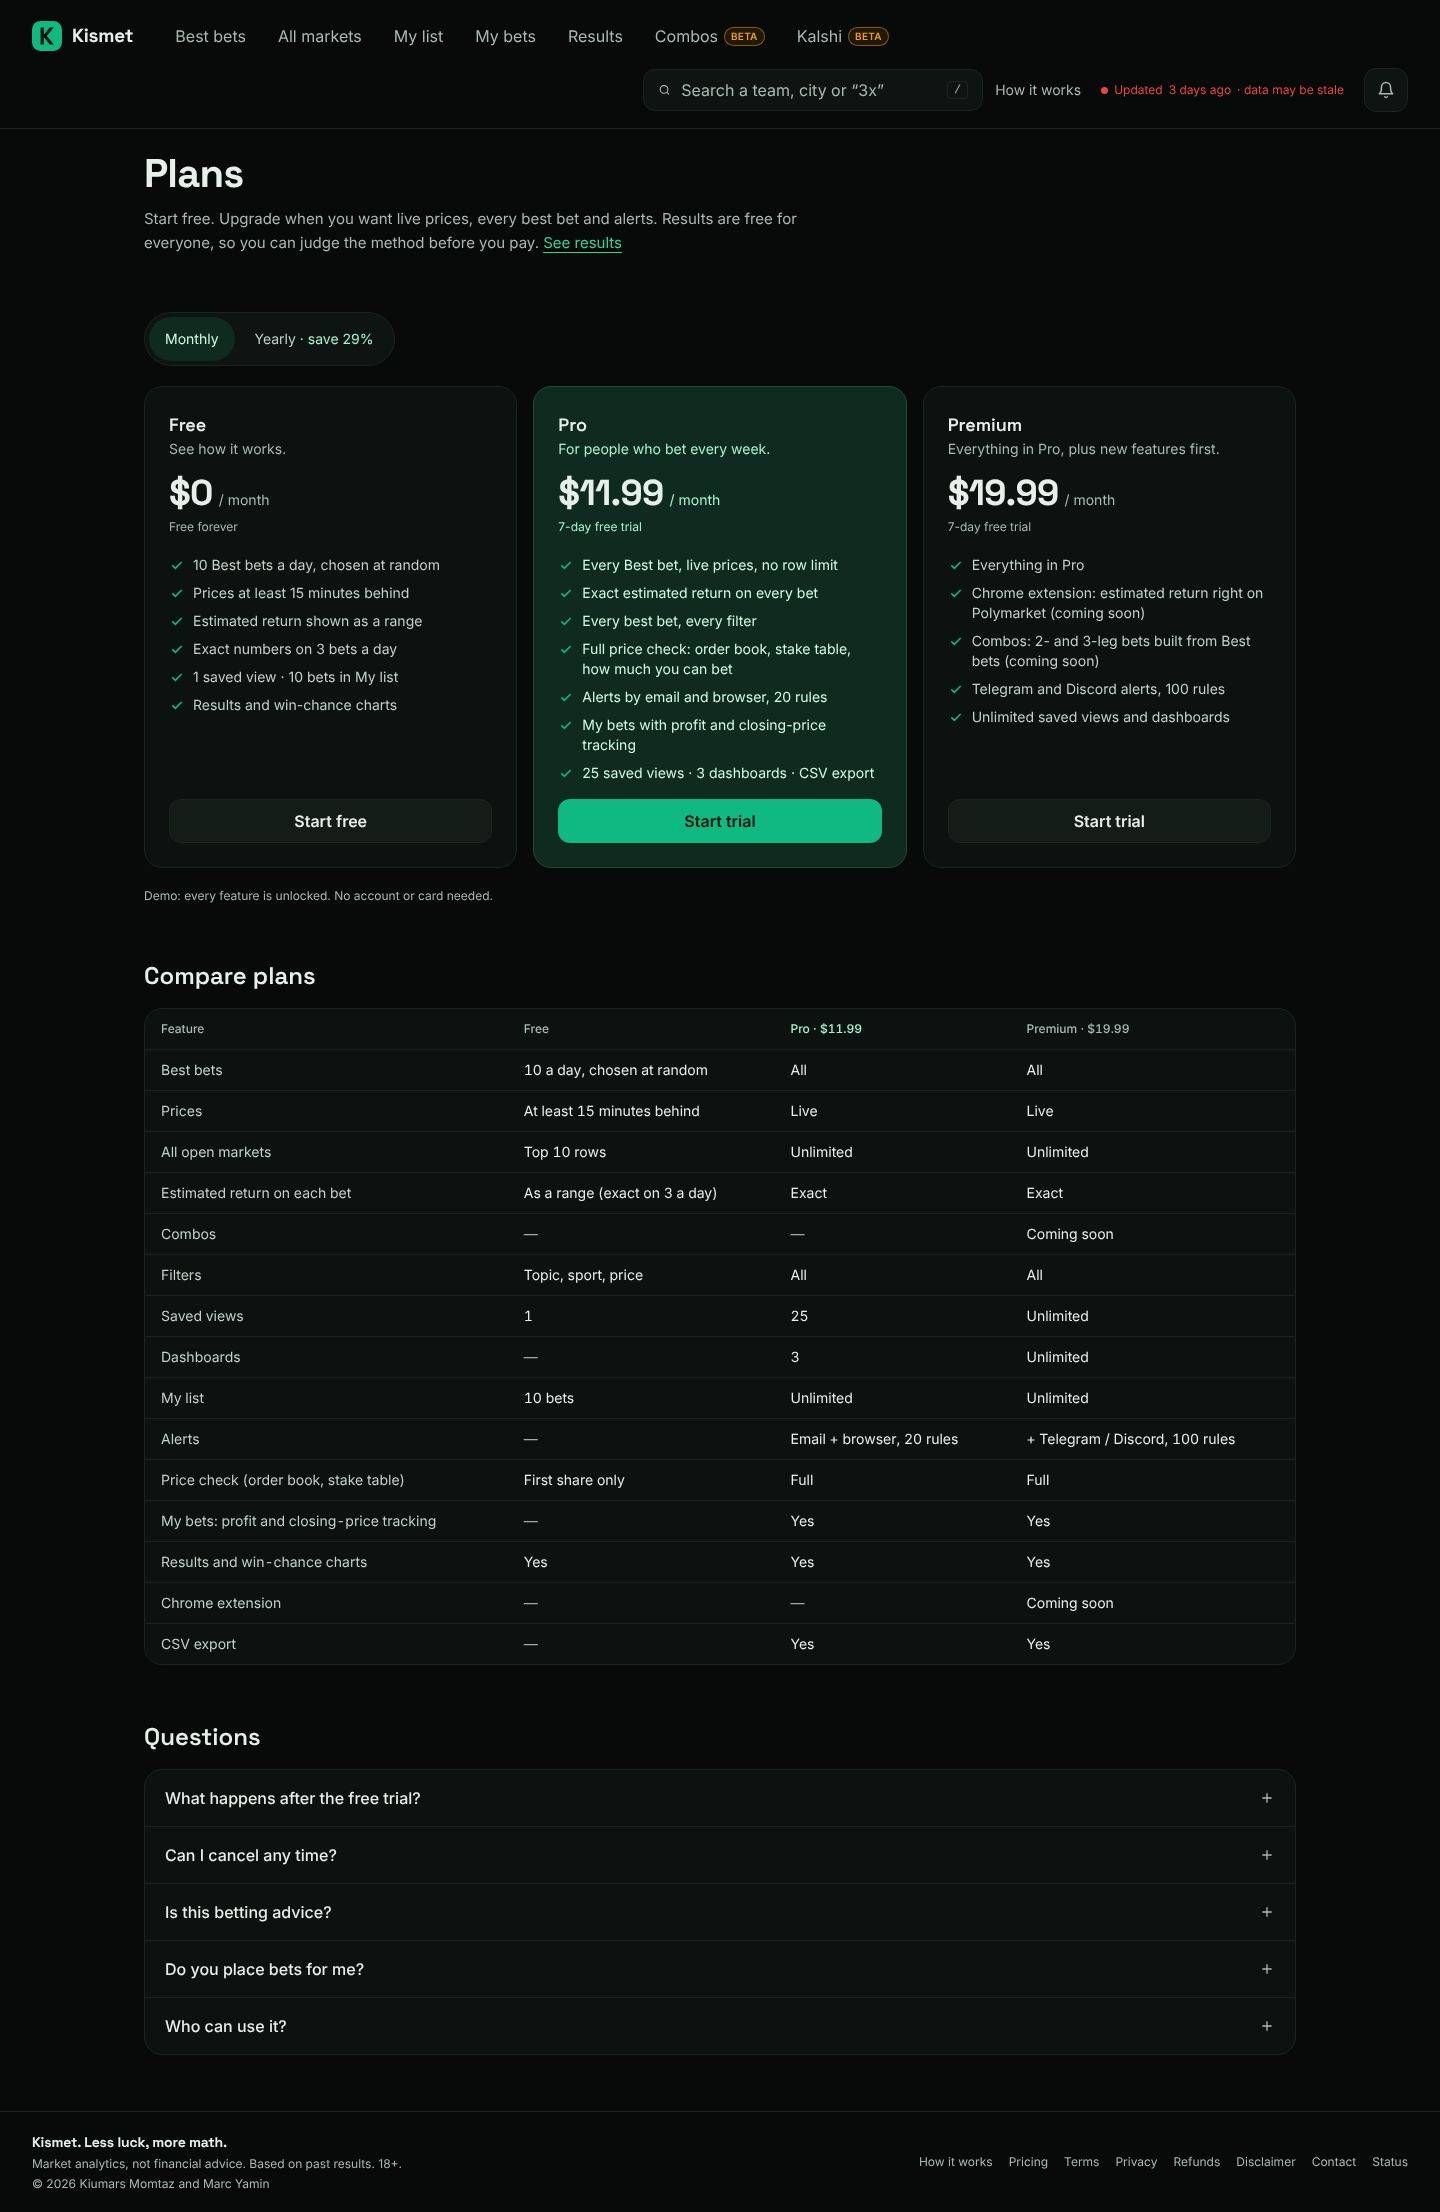 K Kismet Best bets All markets My list My bets Results Combos BETA Kalshi BETA
Search a team, city or “3x” / How it works Updated 3 days ago · data may be stale
Plans
Start free. Upgrade when you want live prices, every best bet and alerts. Results are free for
everyone, so you can judge the method before you pay. See results
Monthly Yearly · save 29%
Free
See how it works.
$0 / month
Free forever
10 Best bets a day, chosen at random
Prices at least 15 minutes behind
Estimated return shown as a range
Exact numbers on 3 bets a day
1 saved view · 10 bets in My list
Results and win-chance charts
Start free
Pro
For people who bet every week.
$11.99 / month
7-day free trial
Every Best bet, live prices, no row limit
Exact estimated return on every bet
Every best bet, every filter
Full price check: order book, stake table,
how much you can bet
Alerts by email and browser, 20 rules
My bets with profit and closing-price
tracking
25 saved views · 3 dashboards · CSV export
Start trial
Premium
Everything in Pro, plus new features first.
$19.99 / month
7-day free trial
Everything in Pro
Chrome extension: estimated return right on
Polymarket (coming soon)
Combos: 2- and 3-leg bets built from Best
bets (coming soon)
Telegram and Discord alerts, 100 rules
Unlimited saved views and dashboards
Start trial
Demo: every feature is unlocked. No account or card needed.
Compare plans
Feature Free Pro · $11.99 Premium · $19.99
Best bets 10 a day, chosen at random All All
Prices At least 15 minutes behind Live Live
All open markets Top 10 rows Unlimited Unlimited
Estimated return on each bet As a range (exact on 3 a day) Exact Exact
Combos — — Coming soon
Filters Topic, sport, price All All
Saved views 1 25 Unlimited
Dashboards — 3 Unlimited
My list 10 bets Unlimited Unlimited
Alerts — Email + browser, 20 rules + Telegram / Discord, 100 rules
Price check (order book, stake table) First share only Full Full
My bets: profit and closing-price tracking — Yes Yes
Results and win-chance charts Yes Yes Yes
Chrome extension — — Coming soon
CSV export — Yes Yes
Questions
What happens after the free trial? +
Can I cancel any time? +
Is this betting advice? +
Do you place bets for me? +
Who can use it? +
Kismet. Less luck, more math.
Market analytics, not financial advice. Based on past results. 18+.
© 2026 Kiumars Momtaz and Marc Yamin
How it works Pricing Terms Privacy Refunds Disclaimer Contact Status